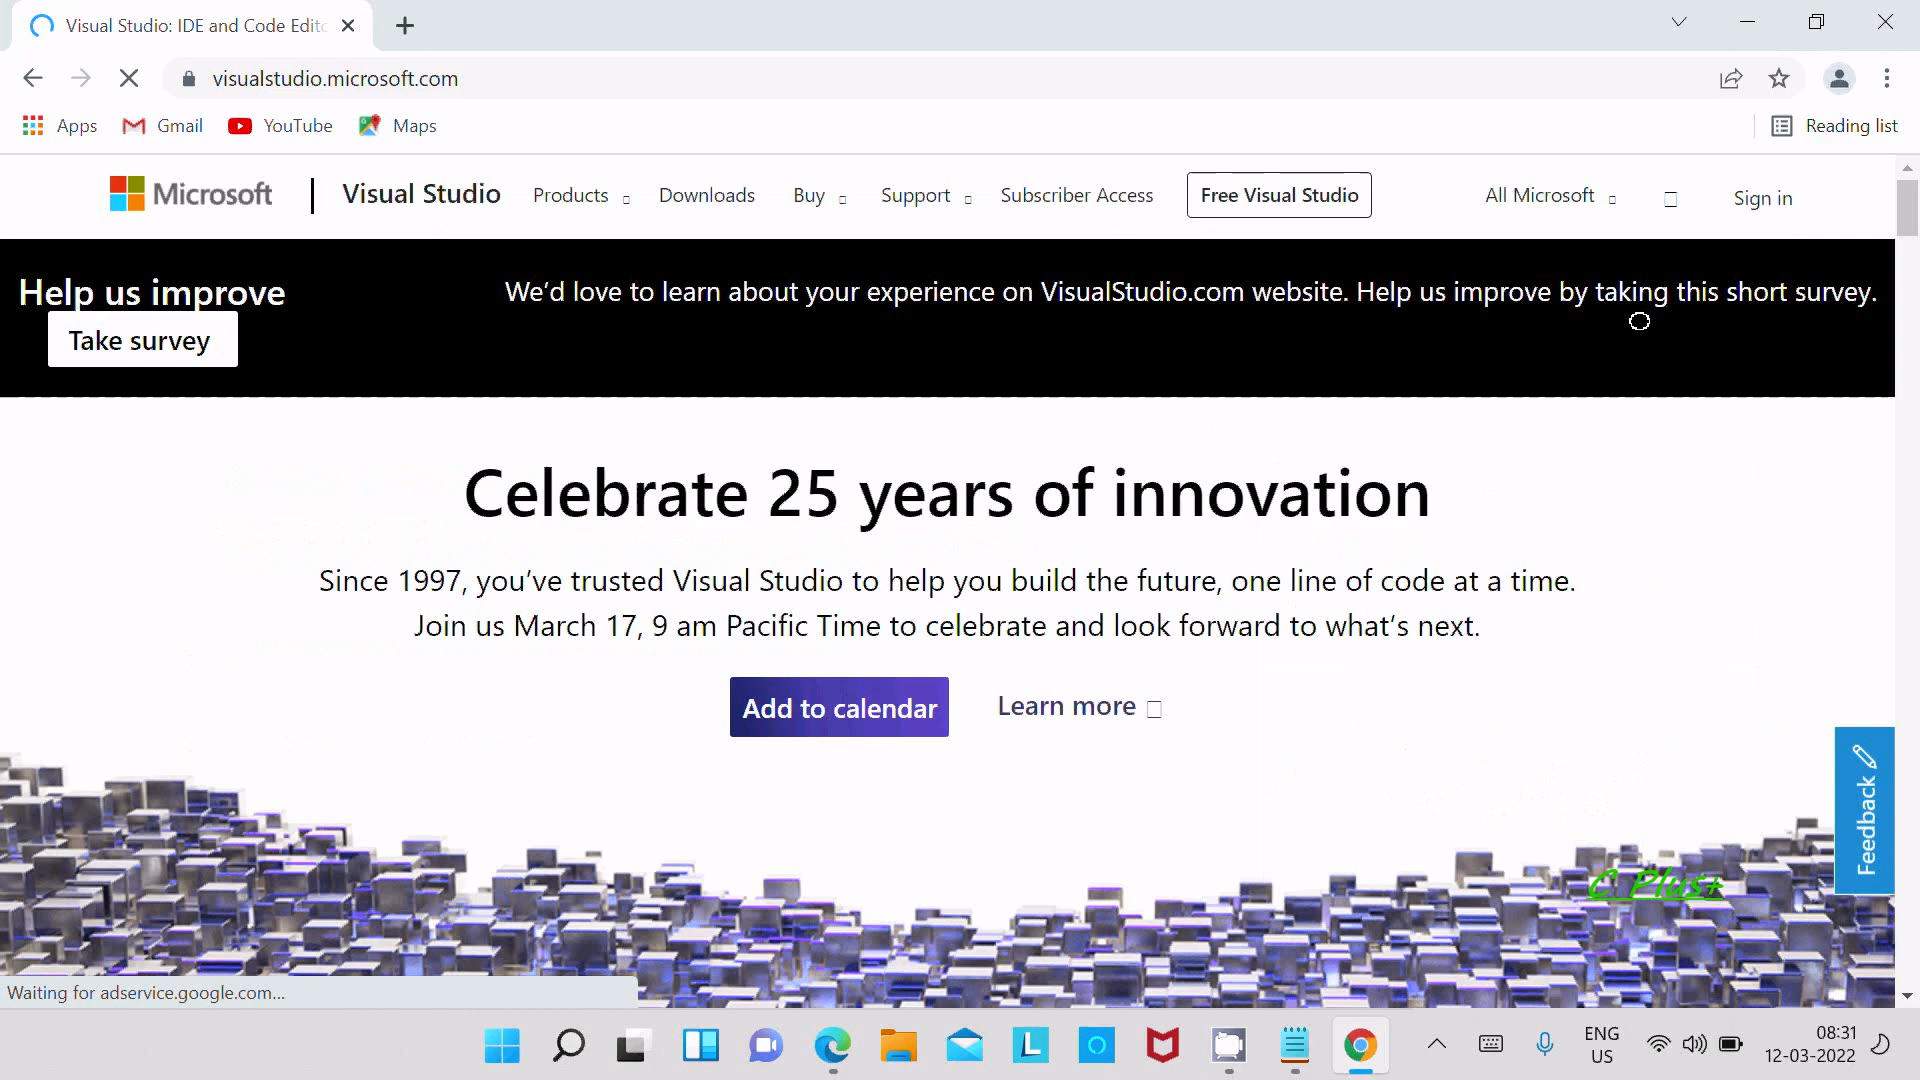 Visual Studio: IDE and Code Edito
visualstudio.microsoft.com
Apps Gmail YouTube Maps Reading list
Microsoft Visual Studio Products Downloads Buy Support Subscriber Access Free Visual Studio All Microsoft Sign in
Help us improve
We’d love to learn about your experience on VisualStudio.com website. Help us improve by taking this short survey.
Take survey
Celebrate 25 years of innovation
Since 1997, you’ve trusted Visual Studio to help you build the future, one line of code at a time.
Join us March 17, 9 am Pacific Time to celebrate and look forward to what’s next.
Add to calendar Learn more
Feedback
C Plus+
Waiting for adservice.google.com...
L
ENG
US
08:31
12-03-2022